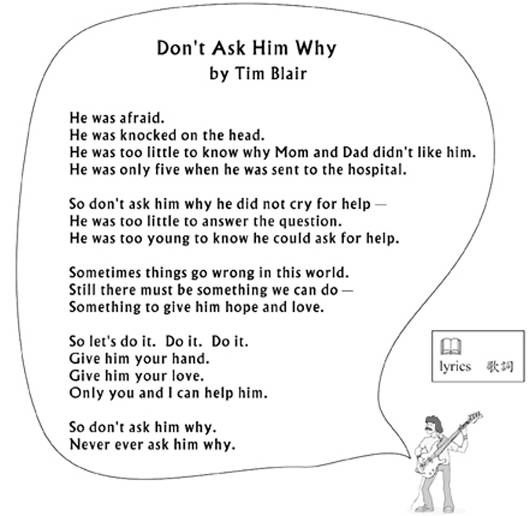 Don't Ask Him Why
by Tim Blair
He was afraid.
He was knocked on the head.
He was too little to know why Mom and Dad didn't like him.
He was only five when he was sent to the hospital.
So don't ask him why he did not cry for help —
He was too little to answer the question.
He was too young to know he could ask for help.
Sometimes things go wrong in this world.
Still there must be something we can do —
Something to give him hope and love.
So let's do it. Do it. Do it.
Give him your hand.
Give him your love.
Only you and I can help him.
So don't ask him why.
Never ever ask him why.
lyrics 歌詞